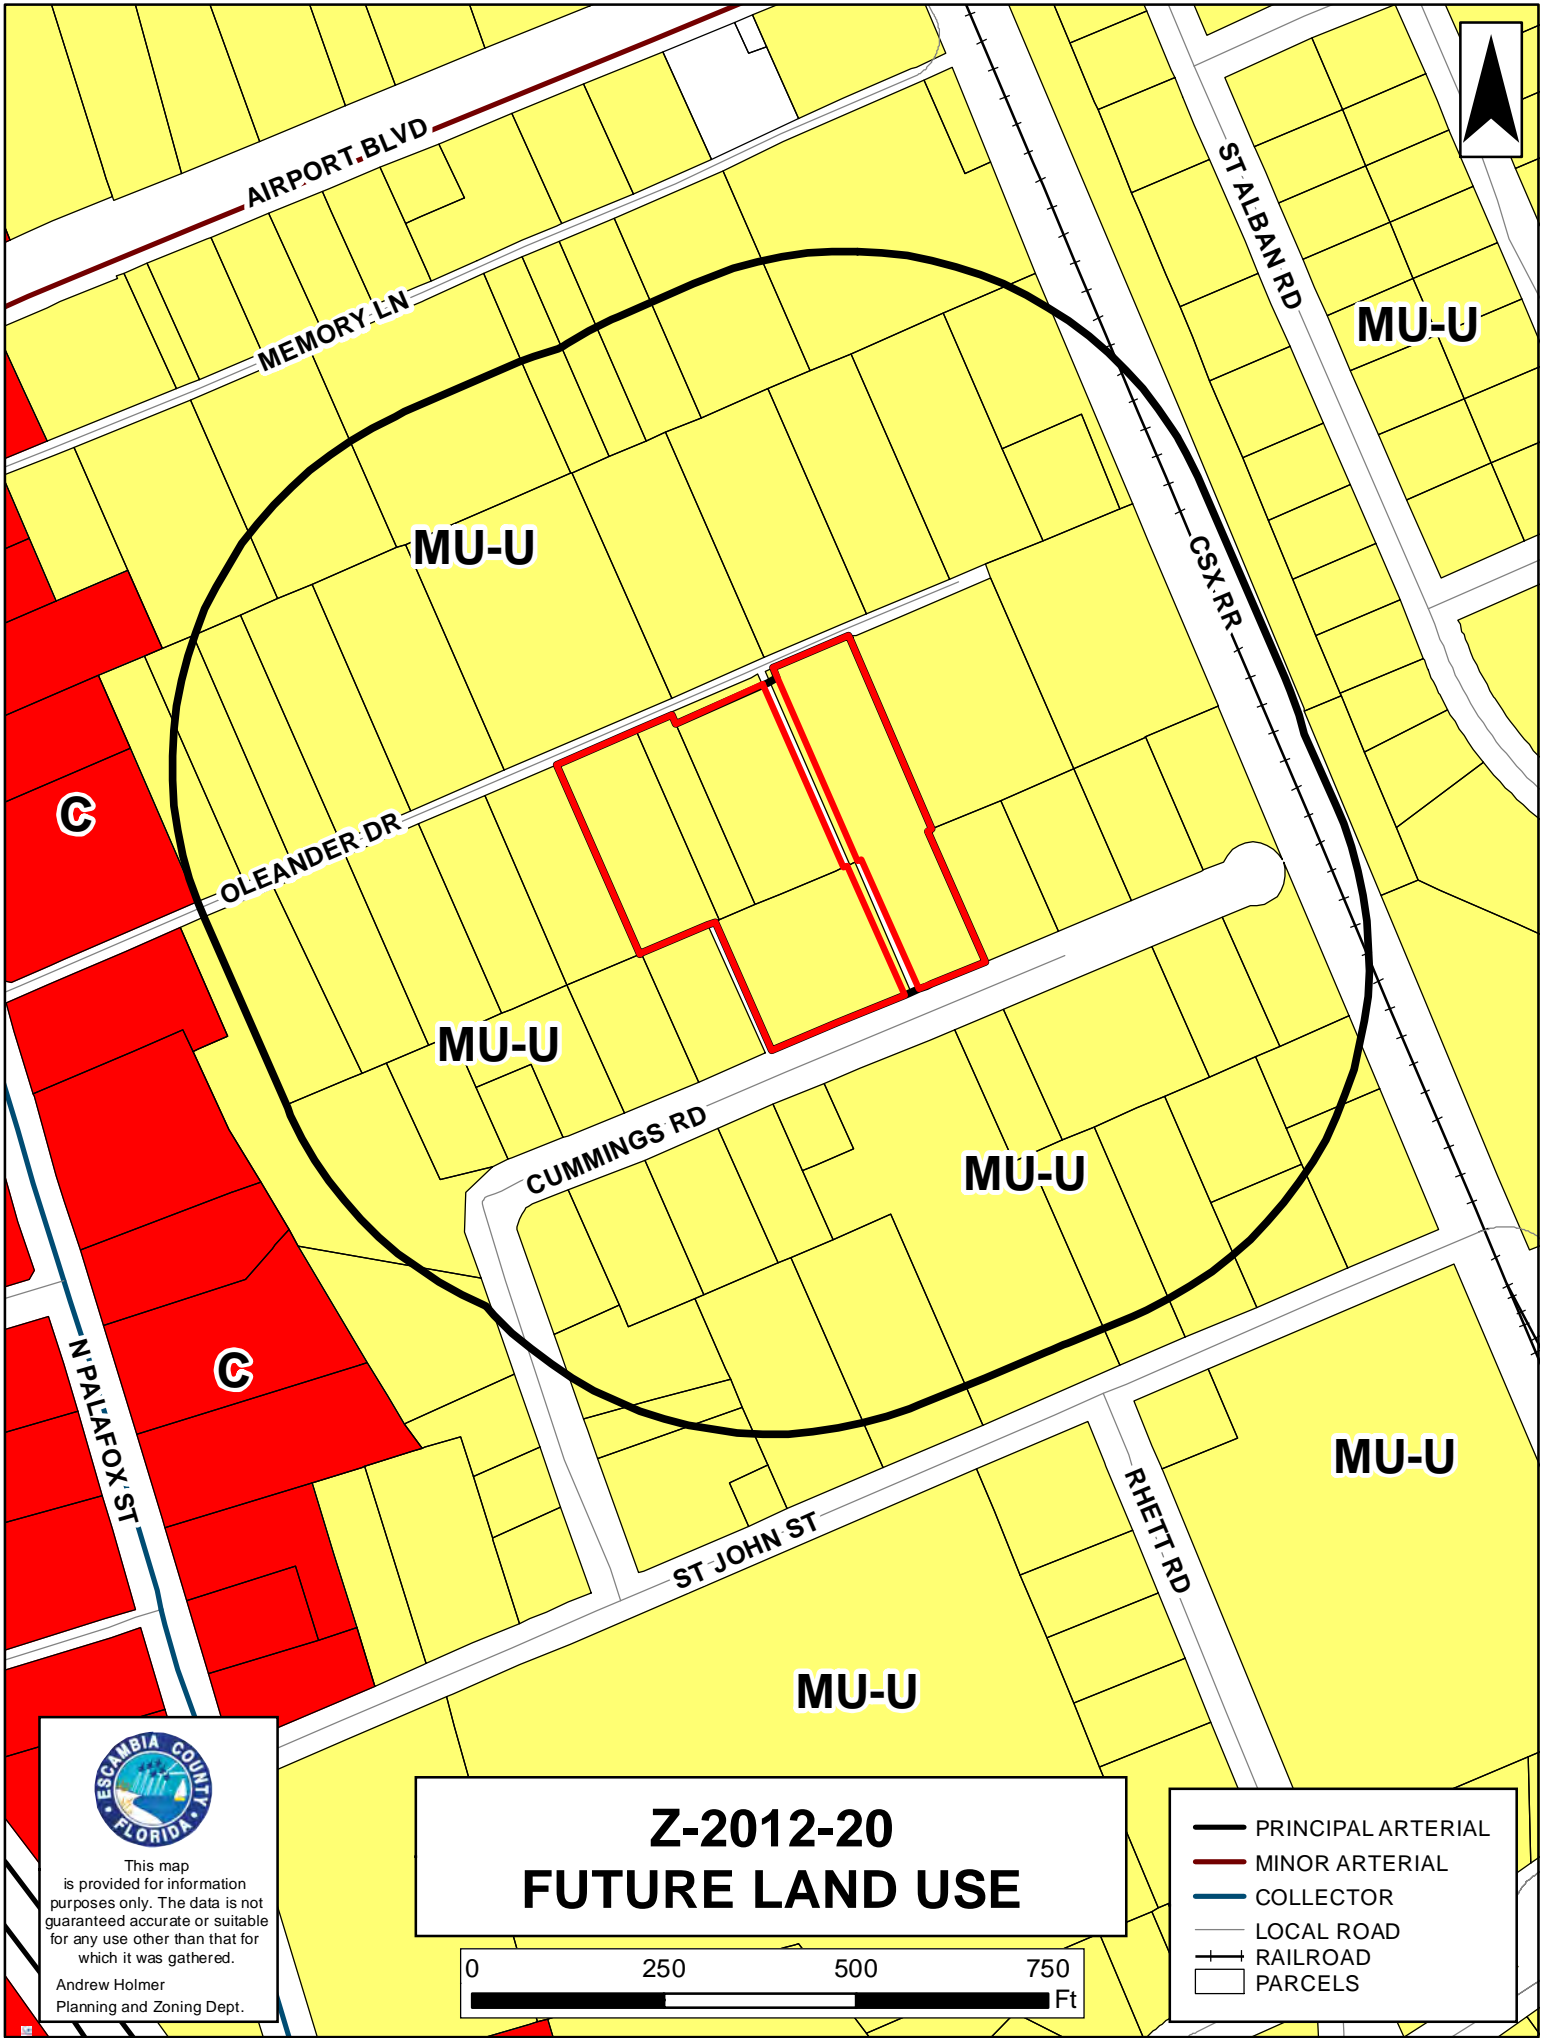 AIRPORT BLVD
ST ALBAN RD
MU-U
MEMORY LN
MU-U
CSX RR
C
OLEANDER DR
MU-U
CUMMINGS RD
MU-U
C
N PALAFOX ST
MU-U
RHETT RD
ST JOHN ST
MU-U
ESCAMBIA COUNTY
FLORIDA
This map
is provided for information
purposes only. The data is not
guaranteed accurate or suitable
for any use other than that for
which it was gathered.
Andrew Holmer
Planning and Zoning Dept.
Z-2012-20
FUTURE LAND USE
0 250 500 750
Ft
PRINCIPAL ARTERIAL
MINOR ARTERIAL
COLLECTOR
LOCAL ROAD
RAILROAD
PARCELS